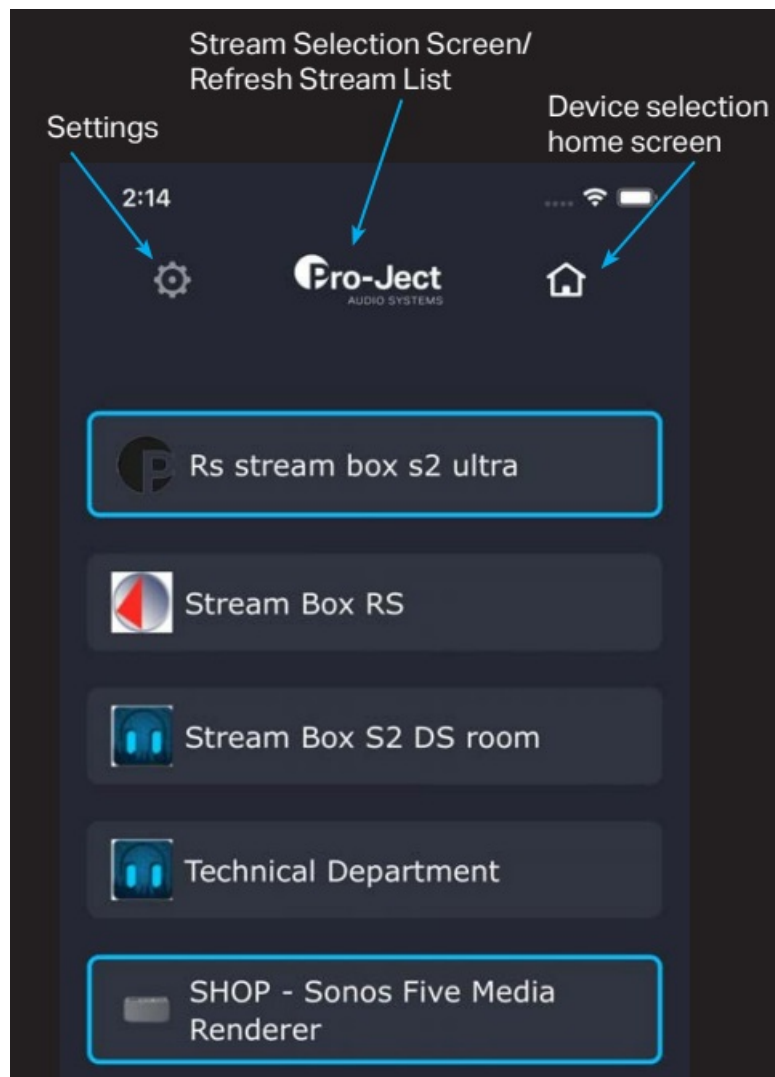 Stream Selection Screen/
Refresh Stream List
Device selection
home screen
Settings
2:14
Pro-Ject
AUDIO SYSTEMS
Rs stream box s2 ultra
Stream Box RS
Stream Box S2 DS room
Technical Department
SHOP - Sonos Five Media
Renderer